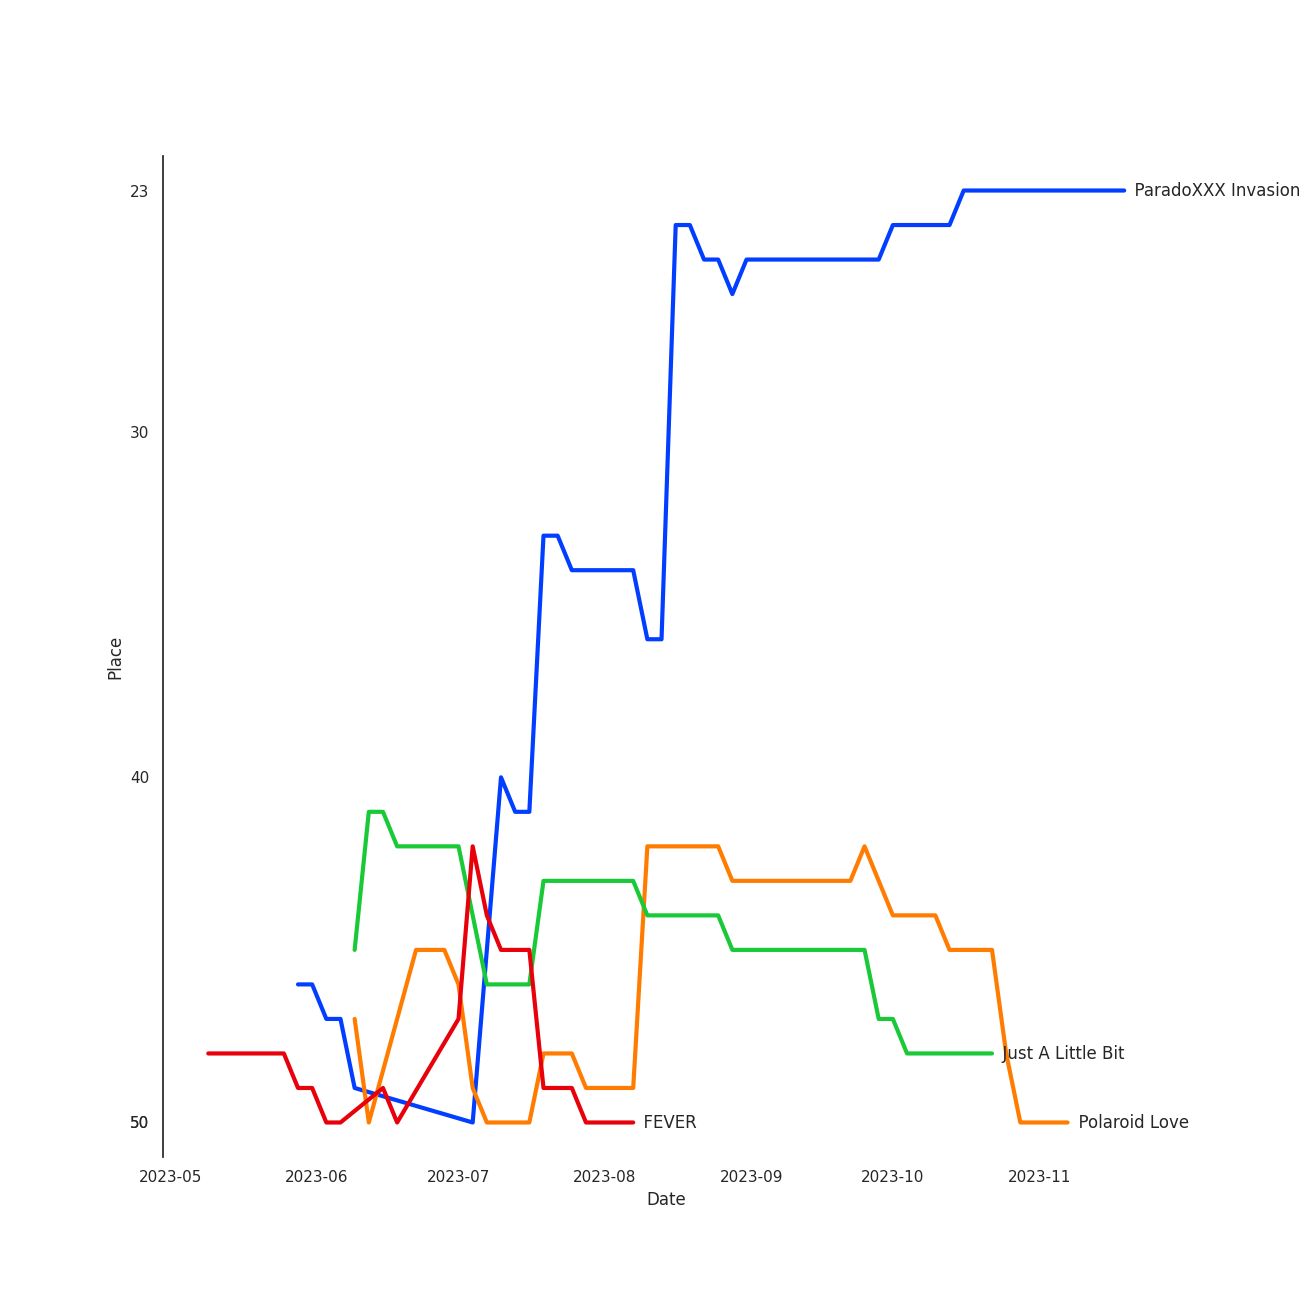 23
ParadoXXX Invasion
30
Place
40
Just A Little Bit
50
FEVER
Polaroid Love
2023-05
2023-06
2023-07
2023-08
2023-09
2023-10
2023-11
Date